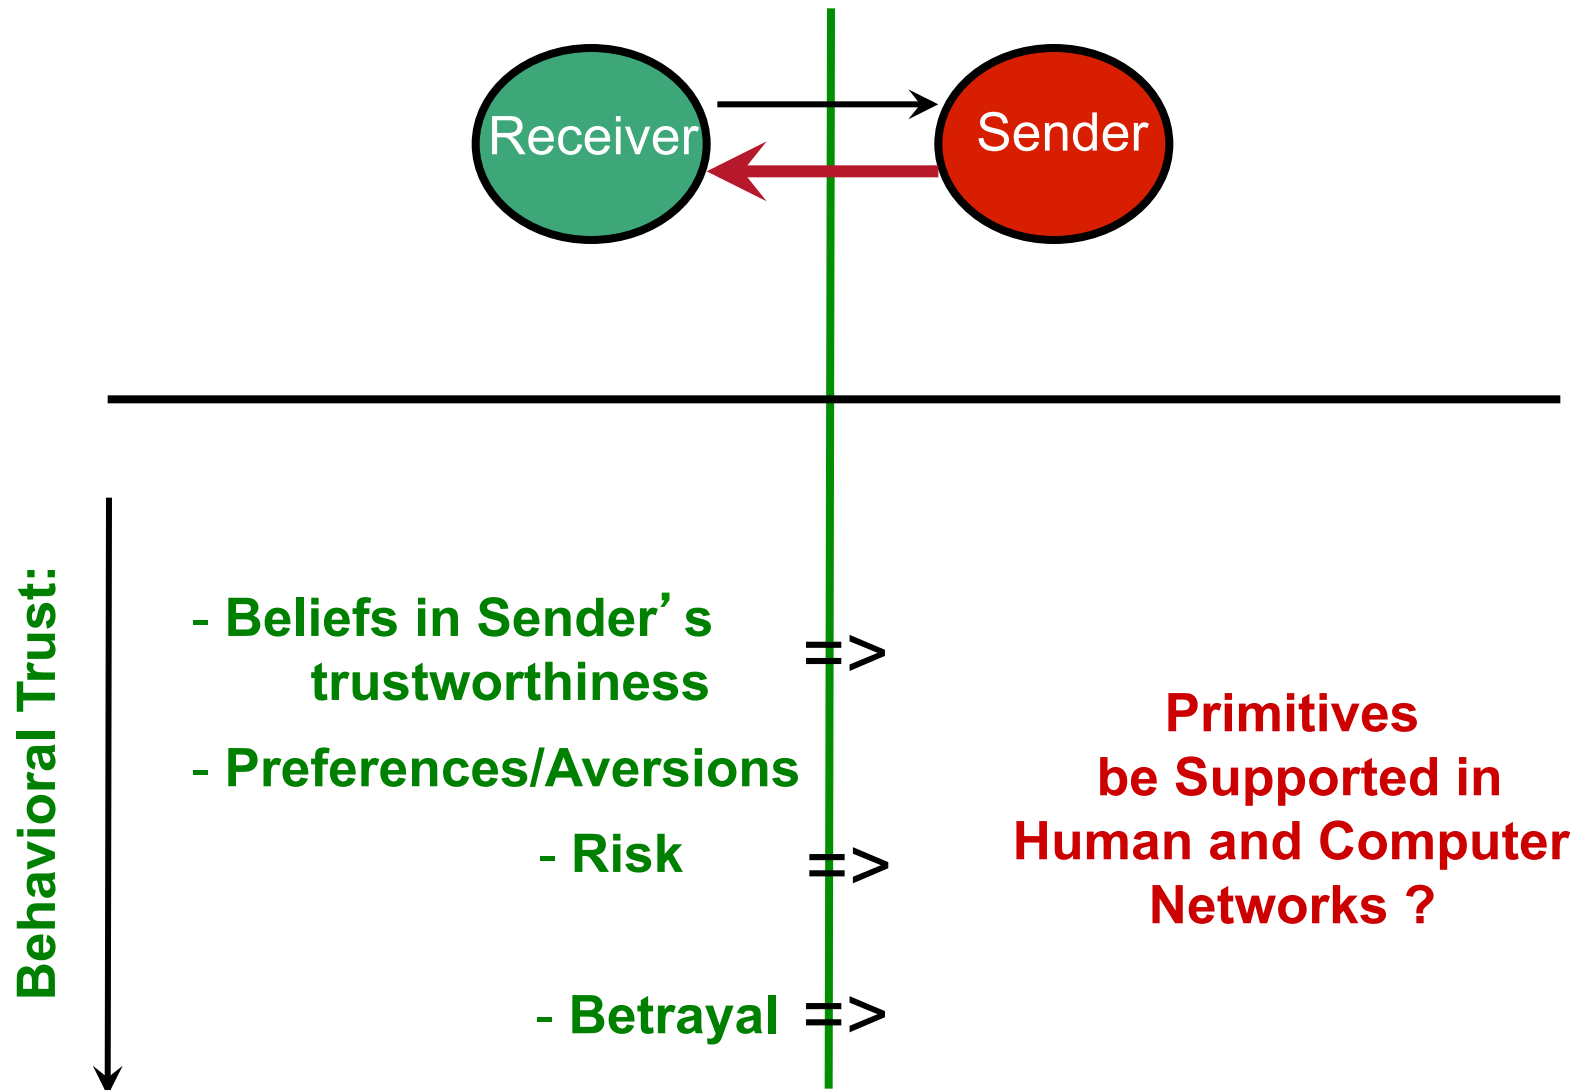 Receiver
Sender
Behavioral Trust:
- Beliefs in Sender’s
trustworthiness
=>
- Preferences/Aversions
- Risk
=>
- Betrayal
=>
Primitives
be Supported in
Human and Computer
Networks ?